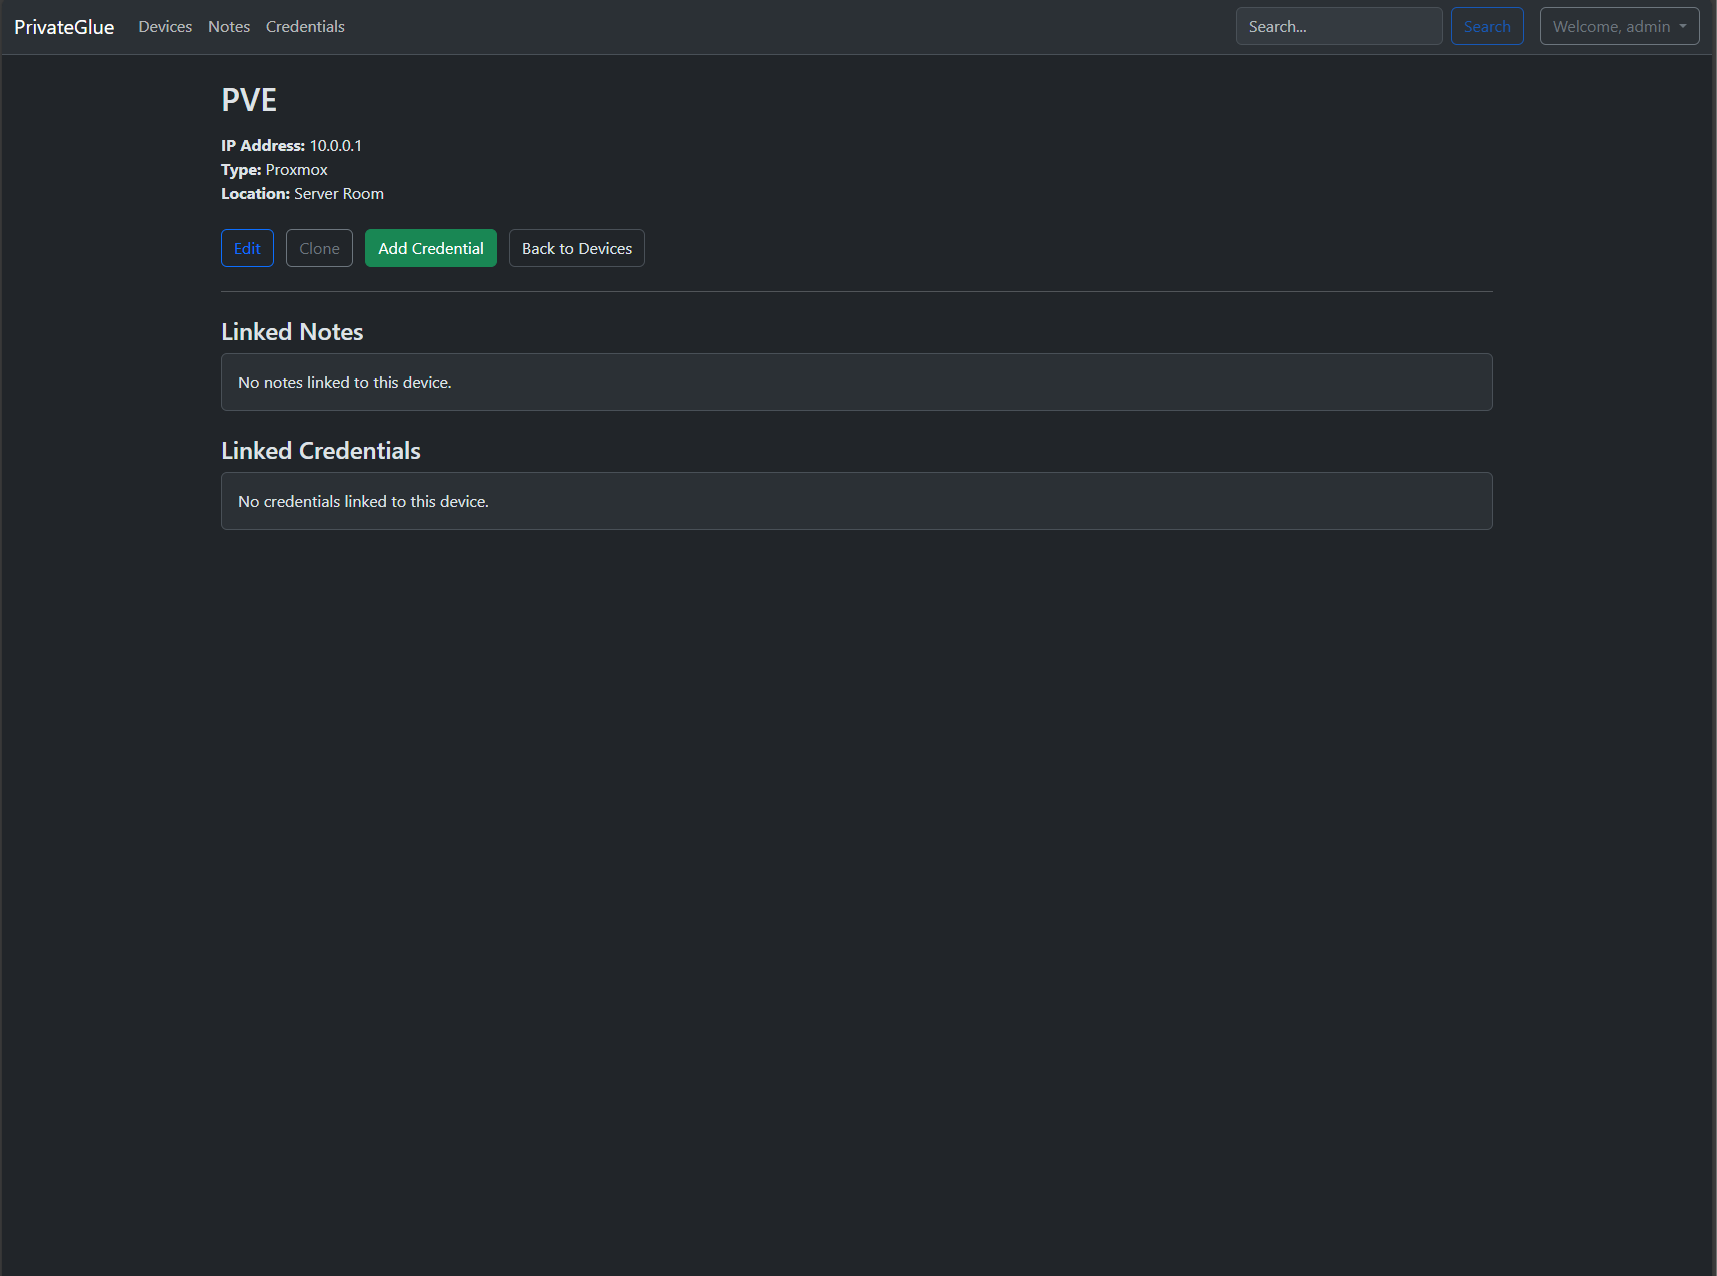 PrivateGlue Devices Notes Credentials Search... Search Welcome, admin
PVE
IP Address: 10.0.0.1
Type: Proxmox
Location: Server Room
Edit Clone Add Credential Back to Devices
Linked Notes
No notes linked to this device.
Linked Credentials
No credentials linked to this device.